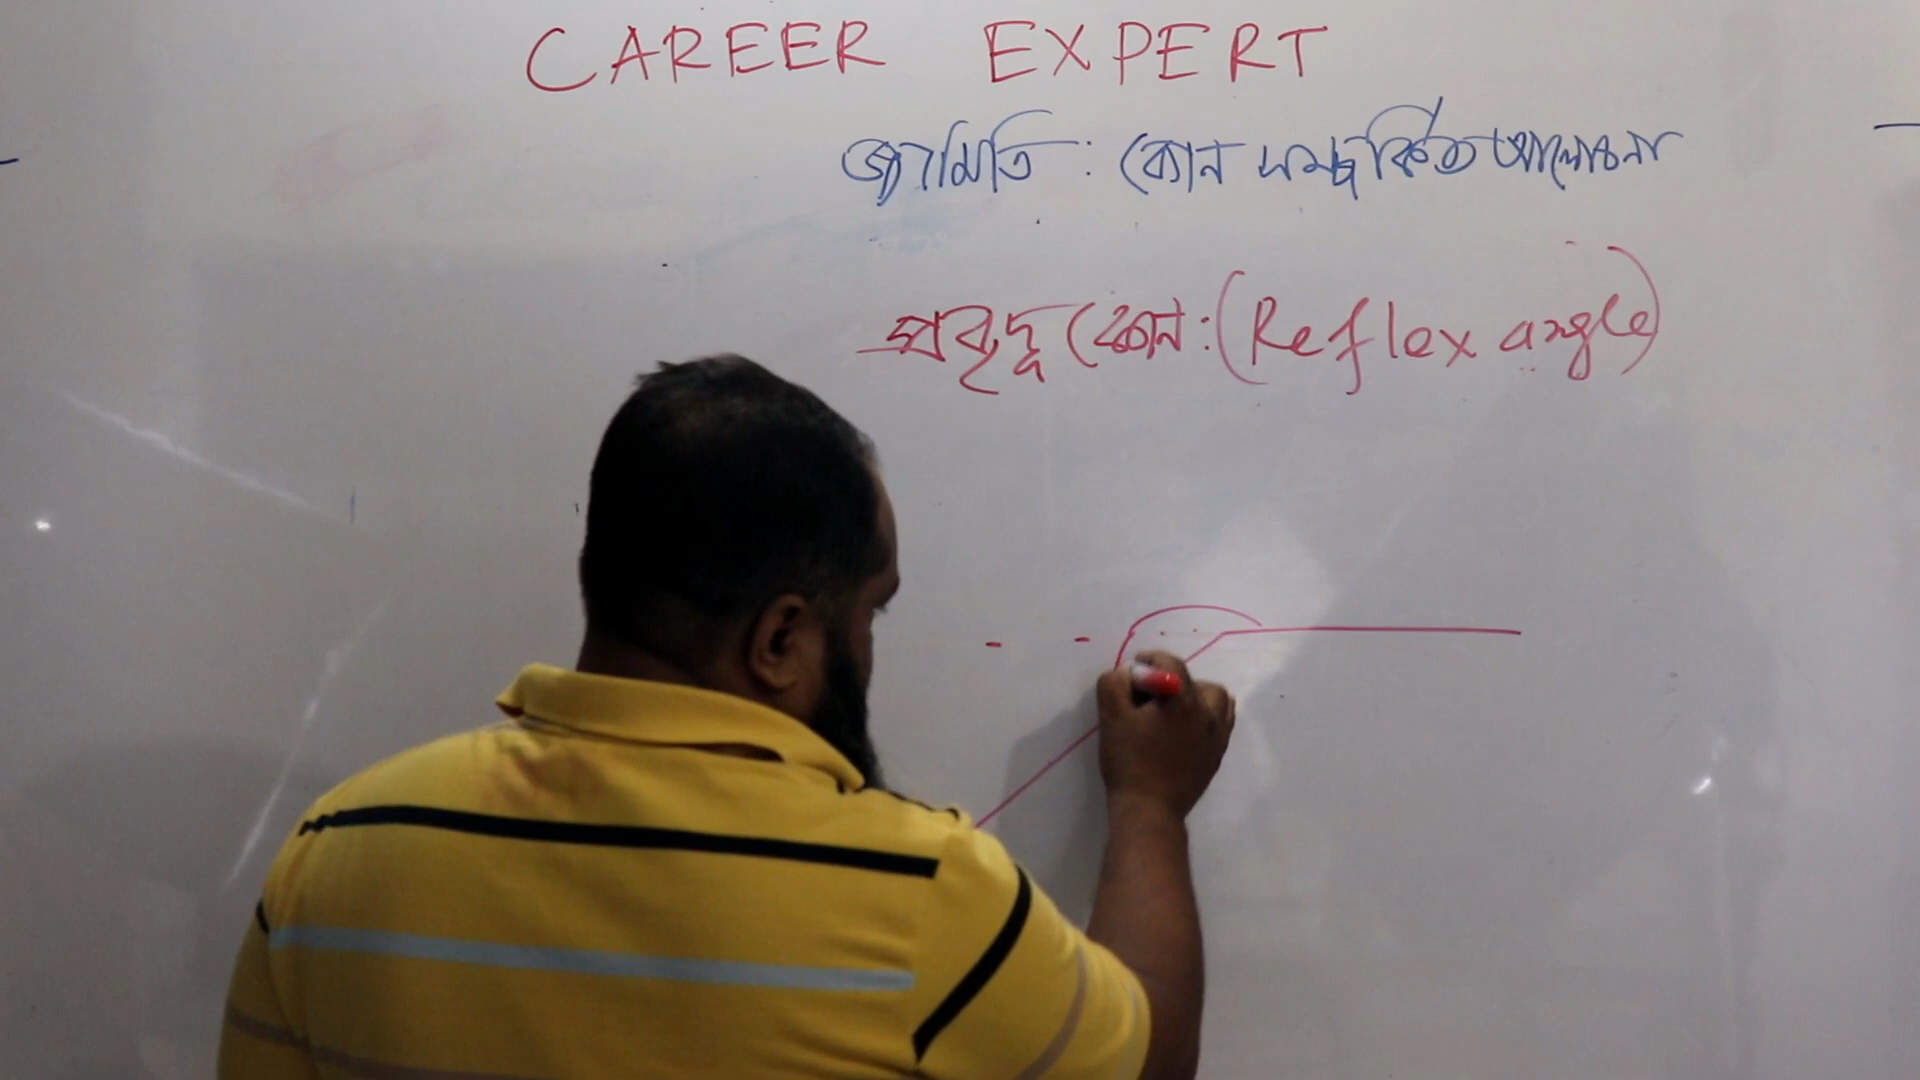 CAREER EXPERT
জ্যামিতি : কোন সম্পর্কিত আলোচনা
প্রবৃদ্ধ কোন : (Reflex angle)